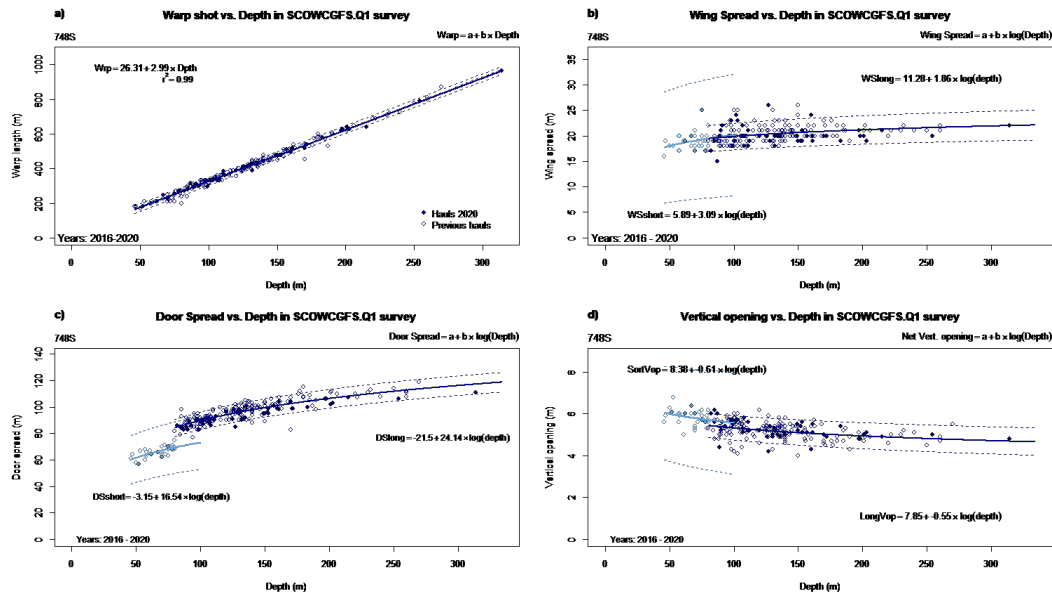 a)
Warp shot vs. Depth in SCOWCGFS.Q1 survey
748S
Warp = a + b × Depth
Wrp = 26.31 + 2.99 × Dpth
r² = 0.99
Warp length (m)
0 200 400 600 800 1000
Hauls 2020
Previous hauls
Years: 2016-2020
0 50 100 150 200 250 300
Depth (m)
b)
Wing Spread vs. Depth in SCOWCGFS.Q1 survey
748S
Wing Spread = a + b × log(Depth)
WSlong = 11.28 + 1.86 × log(depth)
Wing spread (m)
0 5 10 15 20 25 30 35
WSshort = 5.89 + 3.09 × log(depth)
Years: 2016 - 2020
0 50 100 150 200 250 300
Depth (m)
c)
Door Spread vs. Depth in SCOWCGFS.Q1 survey
748S
Door Spread = a + b × log(Depth)
Door spread (m)
0 20 40 60 80 100 120 140
DSlong = -21.5 + 24.14 × log(depth)
DSshort = -3.15 + 16.54 × log(depth)
Years: 2016 - 2020
0 50 100 150 200 250 300
Depth (m)
d)
Vertical opening vs. Depth in SCOWCGFS.Q1 survey
748S
Net Vert. opening = a + b × log(Depth)
SortVop = 8.38 + -0.61 × log(depth)
Vertical opening (m)
0 2 4 6 8
LongVop = 7.85 + -0.55 × log(depth)
Years: 2016 - 2020
0 50 100 150 200 250 300
Depth (m)